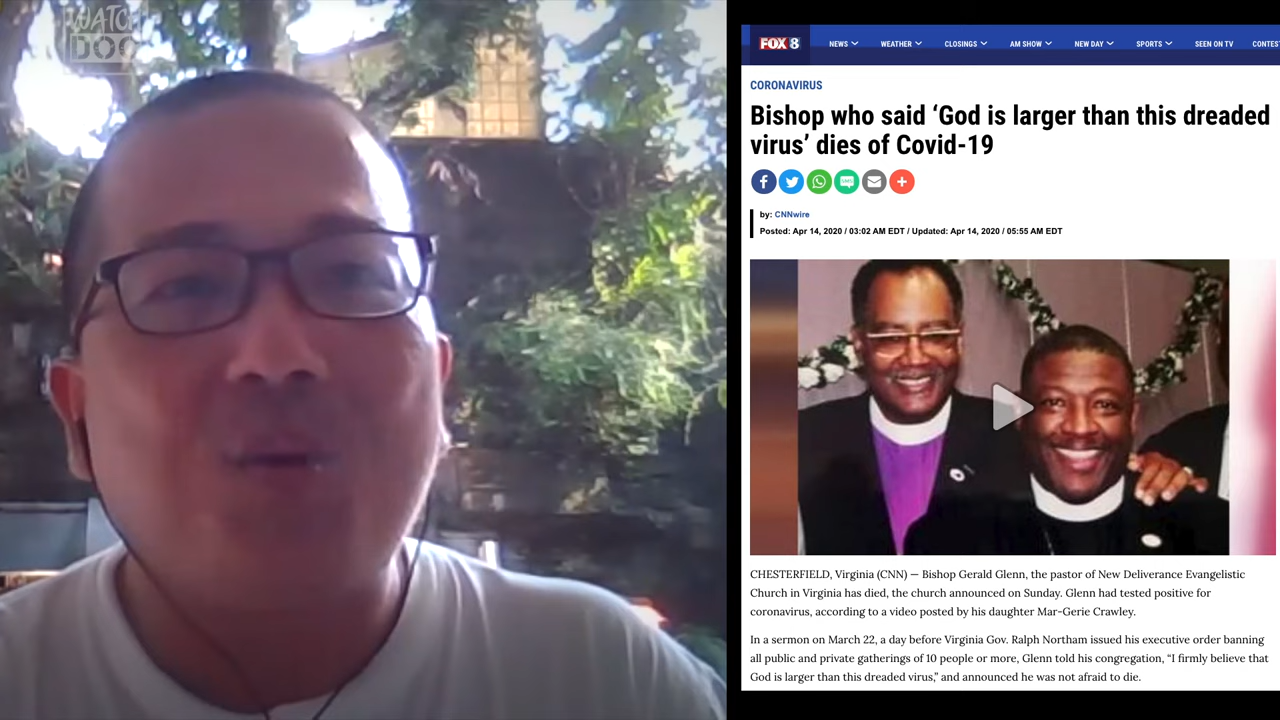 WATCH
DOG
FOX 8
NEWS WEATHER CLOSINGS AM SHOW NEW DAY SPORTS SEEN ON TV CONTES
CORONAVIRUS
Bishop who said ‘God is larger than this dreaded
virus’ dies of Covid-19
by: CNNwire
Posted: Apr 14, 2020 / 03:02 AM EDT / Updated: Apr 14, 2020 / 05:55 AM EDT
CHESTERFIELD, Virginia (CNN) — Bishop Gerald Glenn, the pastor of New Deliverance Evangelistic
Church in Virginia has died, the church announced on Sunday. Glenn had tested positive for
coronavirus, according to a video posted by his daughter Mar-Gerie Crawley.
In a sermon on March 22, a day before Virginia Gov. Ralph Northam issued his executive order banning
all public and private gatherings of 10 people or more, Glenn told his congregation, “I firmly believe that
God is larger than this dreaded virus,” and announced he was not afraid to die.